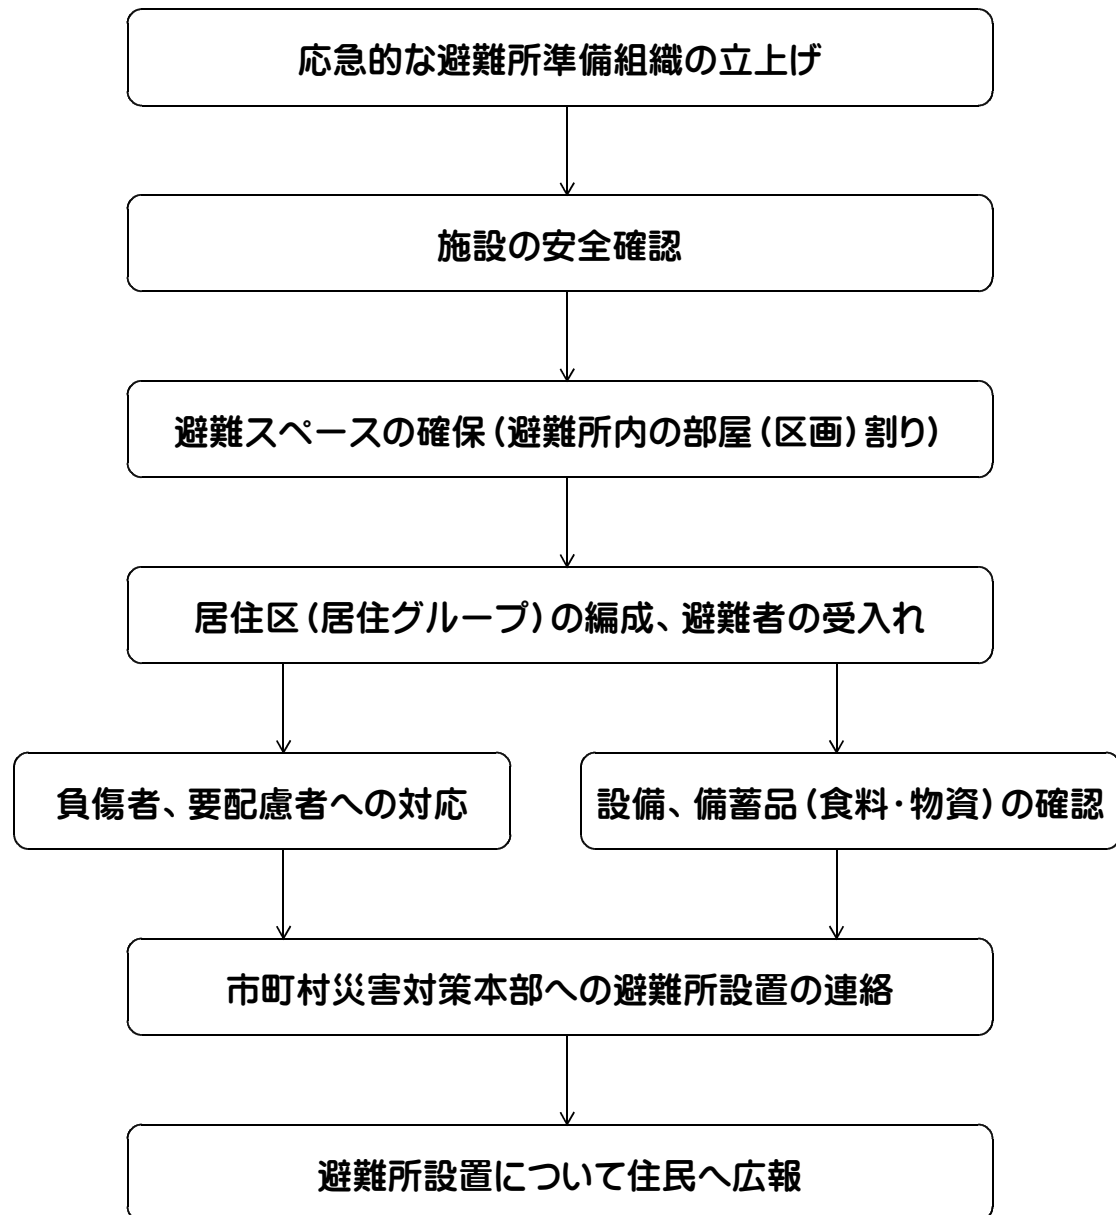 応急的な避難所準備組織の立上げ
施設の安全確認
避難スペースの確保(避難所内の部屋(区画)割り)
居住区(居住グループ)の編成、避難者の受入れ
負傷者、要配慮者への対応
設備、備蓄品(食料・物資)の確認
市町村災害対策本部への避難所設置の連絡
避難所設置について住民へ広報